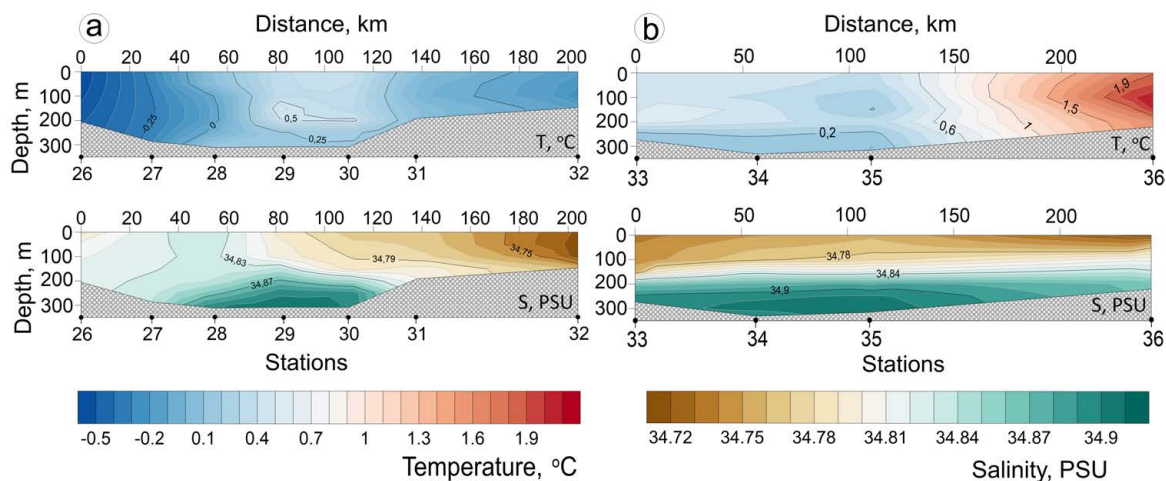 a
Distance, km
0 20 40 60 80 100 120 140 160 180 200
Depth, m
0
100
200
300
-0,25
0
0,5
0,25
T, °C
26 27 28 29 30 31 32
0 20 40 60 80 100 120 140 160 180 200
Depth, m
0
100
200
300
34,83
34,87
34,79
34,75
S, PSU
26 27 28 29 30 31 32
Stations
b
Distance, km
0 50 100 150 200
0
100
200
300
0,2
0,6
1
1,5
1,9
T, °C
33 34 35 36
0 50 100 150 200
0
100
200
300
34,78
34,84
34,9
S, PSU
33 34 35 36
Stations
-0.5 -0.2 0.1 0.4 0.7 1 1.3 1.6 1.9
Temperature, °C
34.72 34.75 34.78 34.81 34.84 34.87 34.9
Salinity, PSU